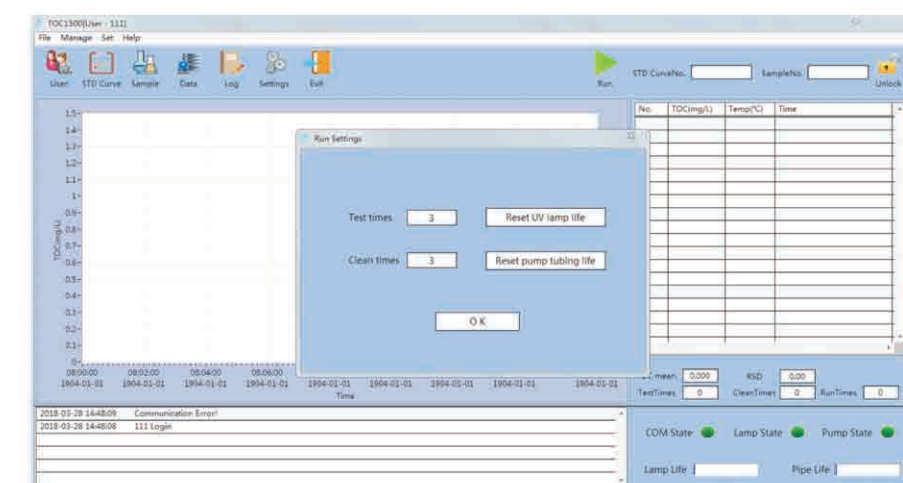 TOC1500[User - 111]
File Manage Set Help
User STD Curve Sample Data Log Settings Exit Run STD CurveNo. SampleNo. Unlock
No. TOC(mg/L) Temp(°C) Time
Run Settings
Test times 3 Reset UV lamp life
Clean times 3 Reset pump tubing life
O K
TOC(mg/L)
1.5-
1.4-
1.3-
1.2-
1.1-
1-
0.9-
0.8-
0.7-
0.6-
0.5-
0.4-
0.3-
0.2-
0.1-
0-
08:00:00 08:02:00 08:04:00 08:06:00
1904-01-01 1904-01-01 1904-01-01 1904-01-01 1904-01-01 1904-01-01 1904-01-01 1904-01-01 1904-01-01
Time
mean 0.000 RSD 0.00
TestTimes 0 CleanTimes 0 RunTimes 0
2018-03-28 14:48:09 Communication Error!
2018-03-28 14:48:08 111 Login
COM State Lamp State Pump State
Lamp Life Pipe Life